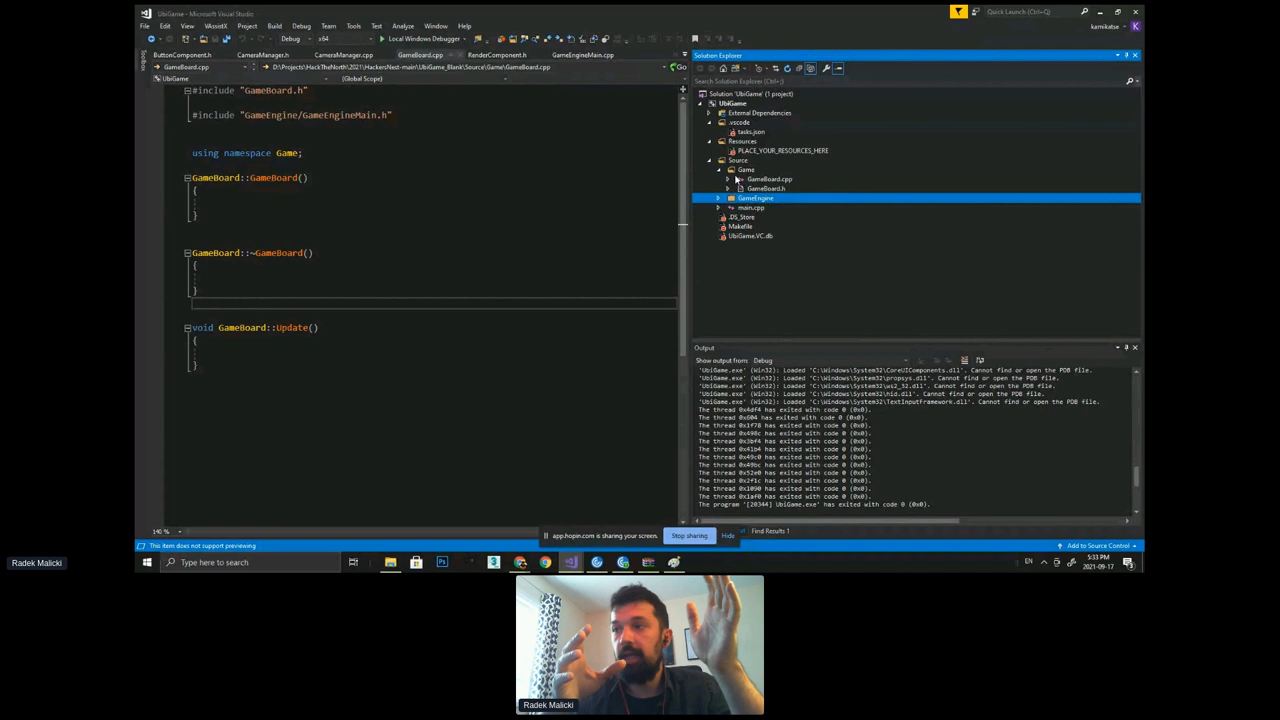 UbiGame - Microsoft Visual Studio
Quick Launch (Ctrl+Q)
File Edit View VAssistX Project Build Debug Team Tools Test Analyze Window Help
kamikatse K
Debug x64 Local Windows Debugger
ButtonComponent.h CameraManager.h CameraManager.cpp GameBoard.cpp RenderComponent.h GameEngineMain.cpp
GameBoard.cpp D:\Projects\HackTheNorth\2021\HackersNest-main\UbiGame_Blank\Source\Game\GameBoard.cpp Go
UbiGame (Global Scope)
Toolbox
#include "GameBoard.h"
#include "GameEngine/GameEngineMain.h"
using namespace Game;
GameBoard::GameBoard()
{
}
GameBoard::~GameBoard()
{
}
void GameBoard::Update()
{
}
140 %
Solution Explorer
Search Solution Explorer (Ctrl+;)
Solution 'UbiGame' (1 project)
UbiGame
External Dependencies
.vscode
tasks.json
Resources
PLACE_YOUR_RESOURCES_HERE
Source
Game
GameBoard.cpp
GameBoard.h
GameEngine
main.cpp
.DS_Store
Makefile
UbiGame.VC.db
Output
Show output from: Debug
'UbiGame.exe' (Win32): Loaded 'C:\Windows\System32\CoreUIComponents.dll'. Cannot find or open the PDB file.
'UbiGame.exe' (Win32): Loaded 'C:\Windows\System32\propsys.dll'. Cannot find or open the PDB file.
'UbiGame.exe' (Win32): Loaded 'C:\Windows\System32\ws2_32.dll'. Cannot find or open the PDB file.
'UbiGame.exe' (Win32): Loaded 'C:\Windows\System32\hid.dll'. Cannot find or open the PDB file.
'UbiGame.exe' (Win32): Loaded 'C:\Windows\System32\TextInputFramework.dll'. Cannot find or open the PDB file.
The thread 0x4df4 has exited with code 0 (0x0).
The thread 0x604 has exited with code 0 (0x0).
The thread 0x1f78 has exited with code 0 (0x0).
The thread 0x498c has exited with code 0 (0x0).
The thread 0x3bf4 has exited with code 0 (0x0).
The thread 0x41b4 has exited with code 0 (0x0).
The thread 0x49c0 has exited with code 0 (0x0).
The thread 0x49bc has exited with code 0 (0x0).
The thread 0x52e0 has exited with code 0 (0x0).
The thread 0x2f1c has exited with code 0 (0x0).
The thread 0x1090 has exited with code 0 (0x0).
The thread 0x1af0 has exited with code 0 (0x0).
The program '[20344] UbiGame.exe' has exited with code 0 (0x0).
Find Results 1
app.hopin.com is sharing your screen. Stop sharing Hide
This item does not support previewing
Add to Source Control
Type here to search
EN
5:33 PM
2021-09-17
Radek Malicki
Radek Malicki